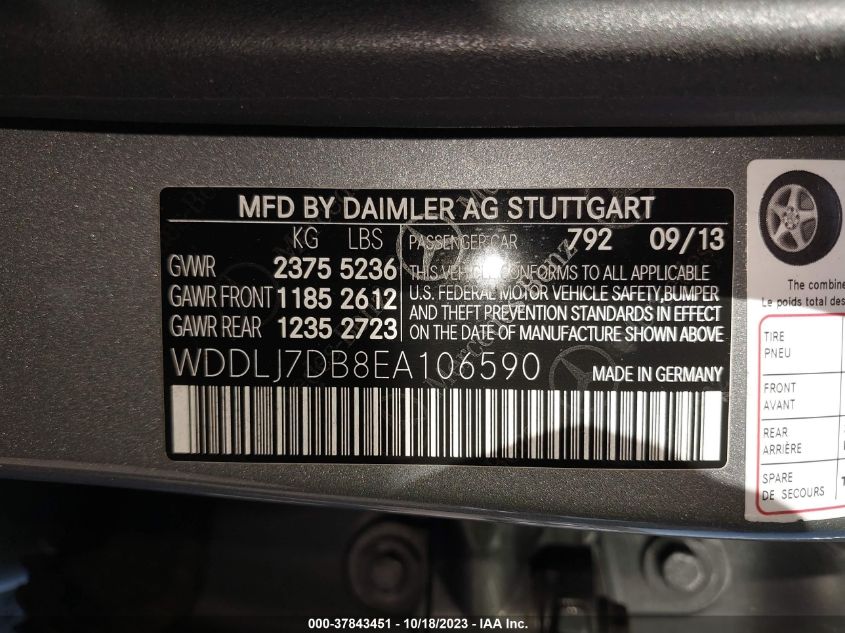 MFD BY DAIMLER AG STUTTGART
KG LBS PASSENGER CAR 792 09/13
GVWR 2375 5236
GAWR FRONT 1185 2612
GAWR REAR 1235 2723
THIS VEHICLE CONFORMS TO ALL APPLICABLE
U.S. FEDERAL MOTOR VEHICLE SAFETY,BUMPER
AND THEFT PREVENTION STANDARDS IN EFFECT
ON THE DATE OF MANUFACTURE SHOWN ABOVE
WDDLJ7DB8EA106590 MADE IN GERMANY
Mercedes-Benz
The combine
Le poids total des
TIRE
PNEU
FRONT
AVANT
REAR
ARRIÈRE
SPARE
DE SECOURS
000-37843451 - 10/18/2023 - IAA Inc.